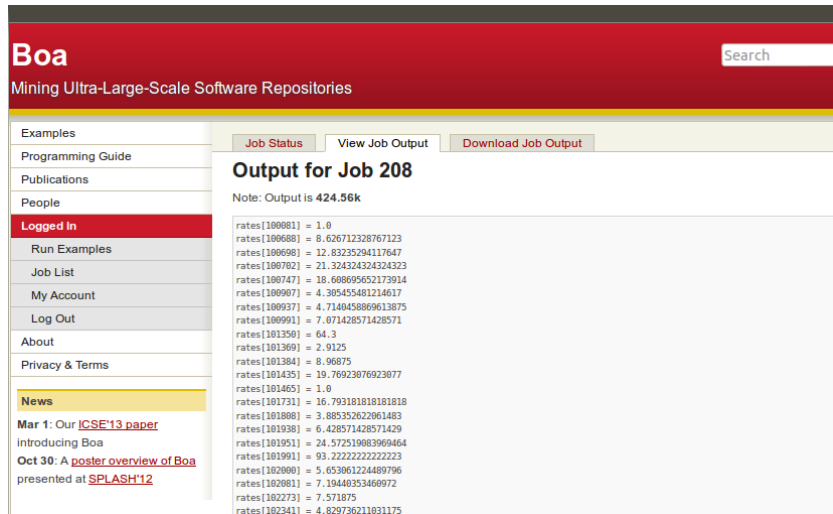 Boa
Search
Mining Ultra-Large-Scale Software Repositories
Examples
Programming Guide
Publications
People
Logged In
Run Examples
Job List
My Account
Log Out
About
Privacy & Terms
News
Mar 1: Our ICSE'13 paper
introducing Boa
Oct 30: A poster overview of Boa
presented at SPLASH'12
Job Status
View Job Output
Download Job Output
Output for Job 208
Note: Output is 424.56k
rates[100081] = 1.0
rates[100688] = 8.626712328767123
rates[100698] = 12.83235294117647
rates[100702] = 21.324324324324323
rates[100747] = 18.608695652173914
rates[100907] = 4.305455481214617
rates[100937] = 4.7140458869613875
rates[100991] = 7.071428571428571
rates[101350] = 64.3
rates[101369] = 2.9125
rates[101384] = 8.96875
rates[101435] = 19.76923076923077
rates[101465] = 1.0
rates[101731] = 16.793181818181818
rates[101808] = 3.885352622061483
rates[101938] = 6.428571428571429
rates[101951] = 24.572519083969464
rates[101991] = 93.22222222222223
rates[102000] = 5.653061224489796
rates[102081] = 7.19440353460972
rates[102273] = 7.571875
rates[102341] = 4.829736211031175